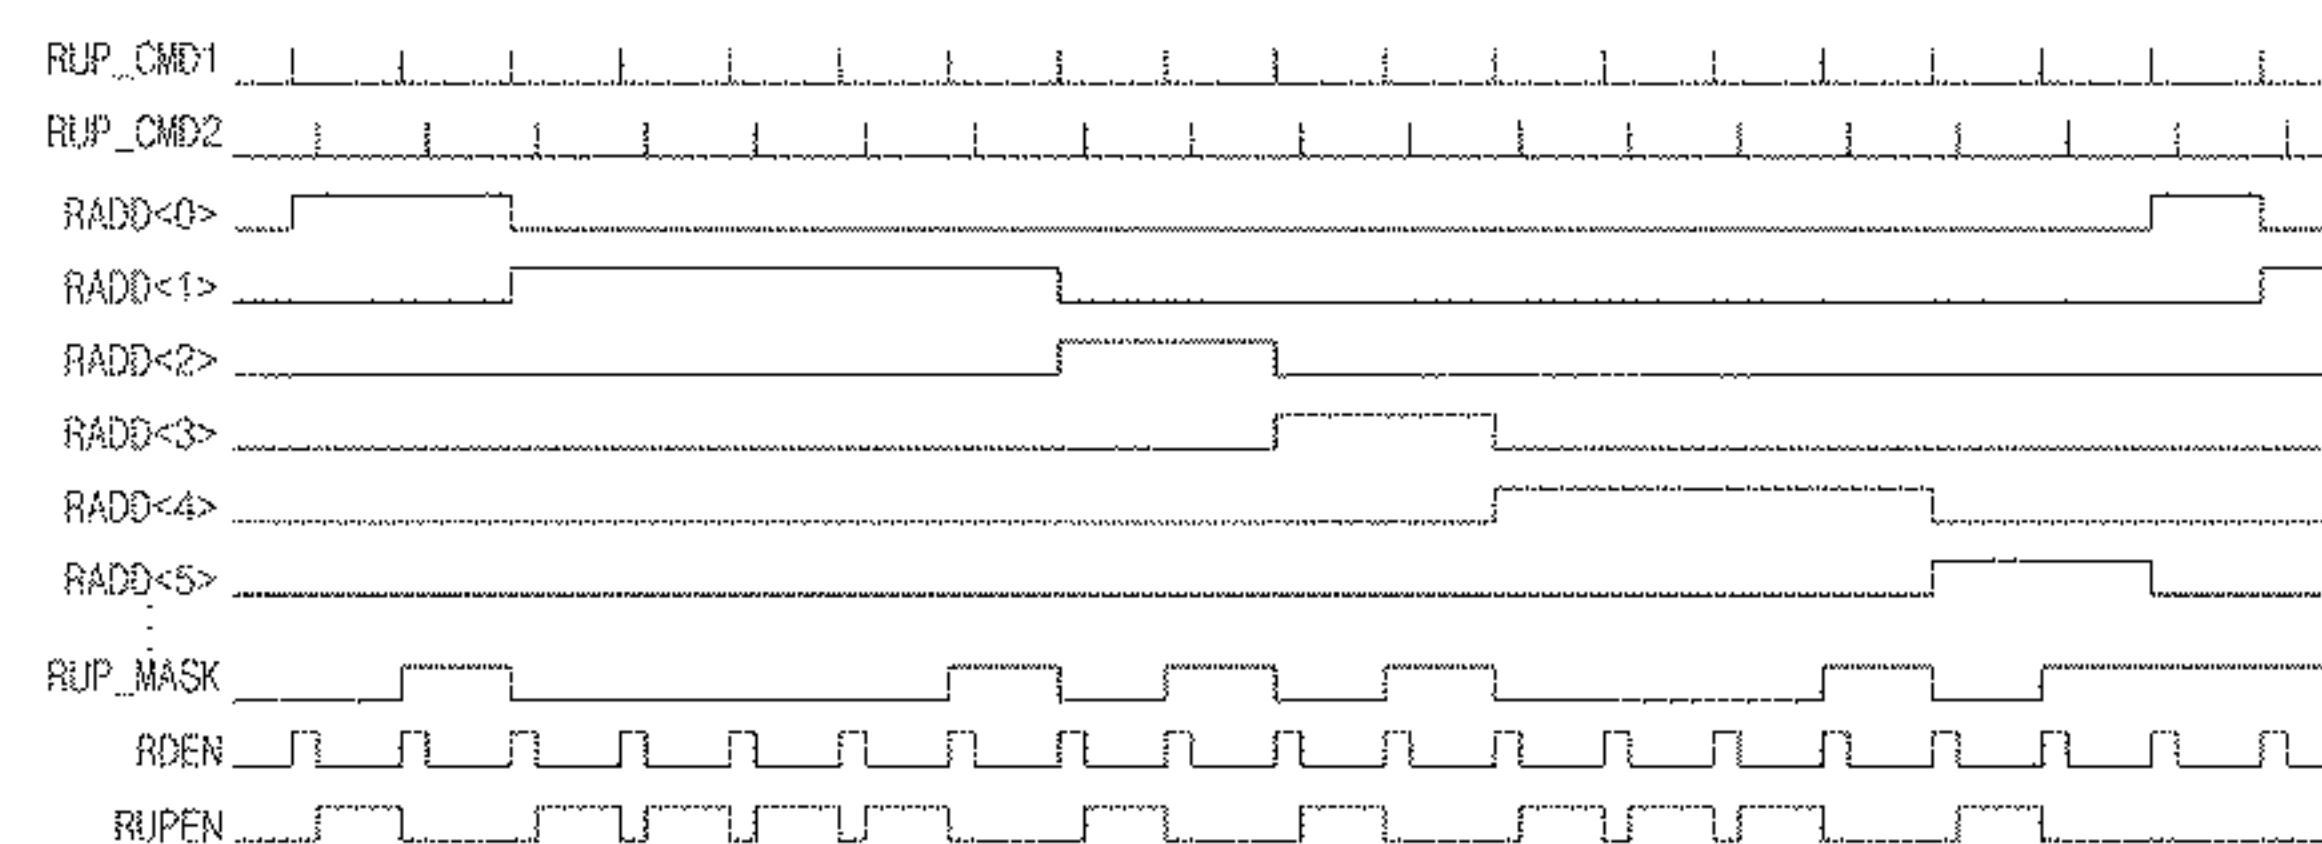 RUP_CMD1
RUP_CMD2
RADD<0>
RADD<1>
RADD<2>
RADD<3>
RADD<4>
RADD<5>
RUP_MASK
RDEN
RUPEN